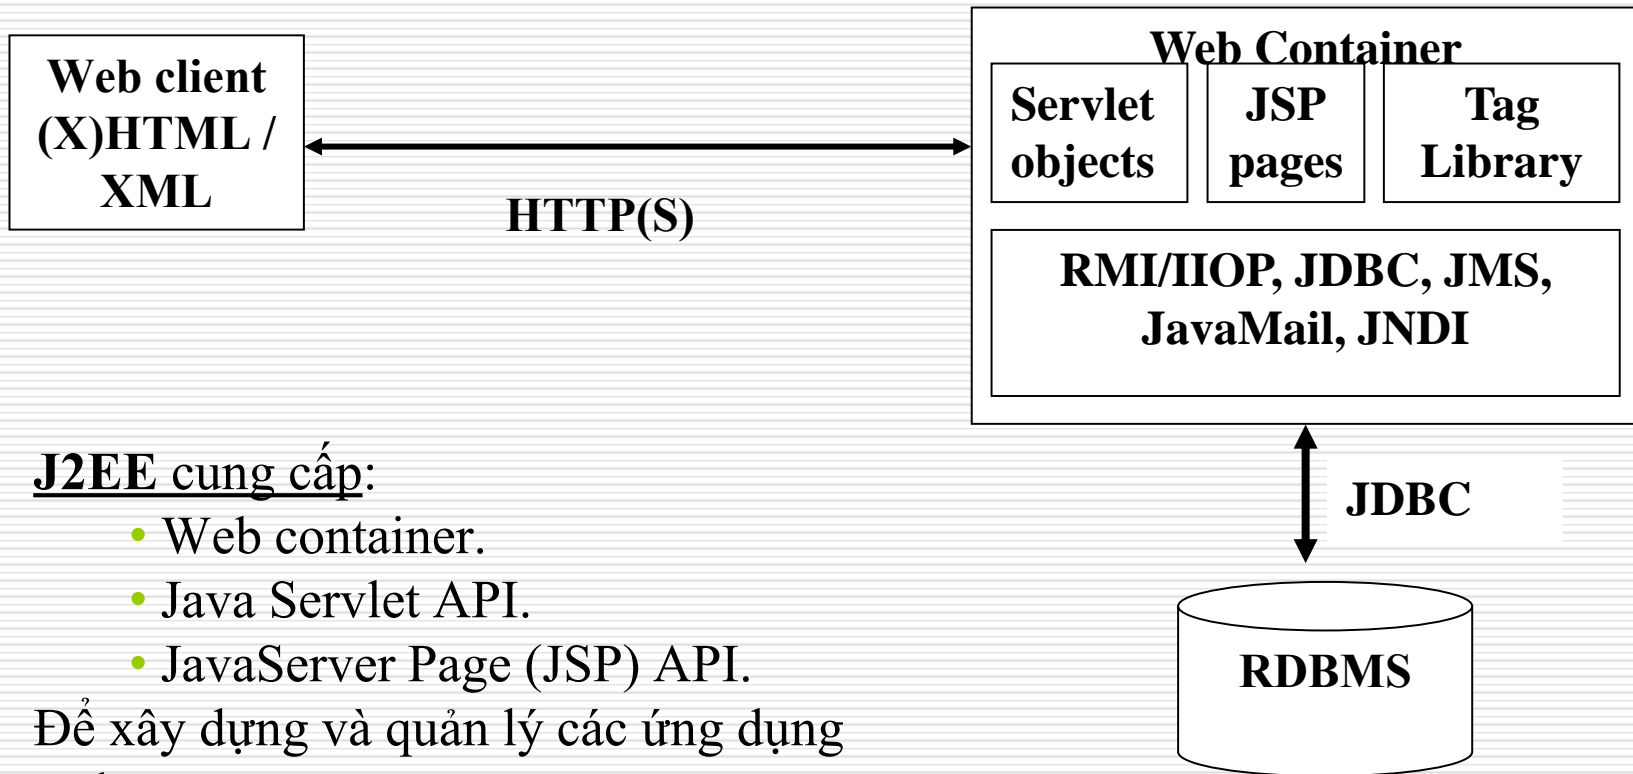 Web client
(X)HTML /
XML
HTTP(S)
Web Container
Servlet
objects
JSP
pages
Tag
Library
RMI/IIOP, JDBC, JMS,
JavaMail, JNDI
JDBC
RDBMS
J2EE cung cấp:
• Web container.
• Java Servlet API.
• JavaServer Page (JSP) API.
Để xây dựng và quản lý các ứng dụng